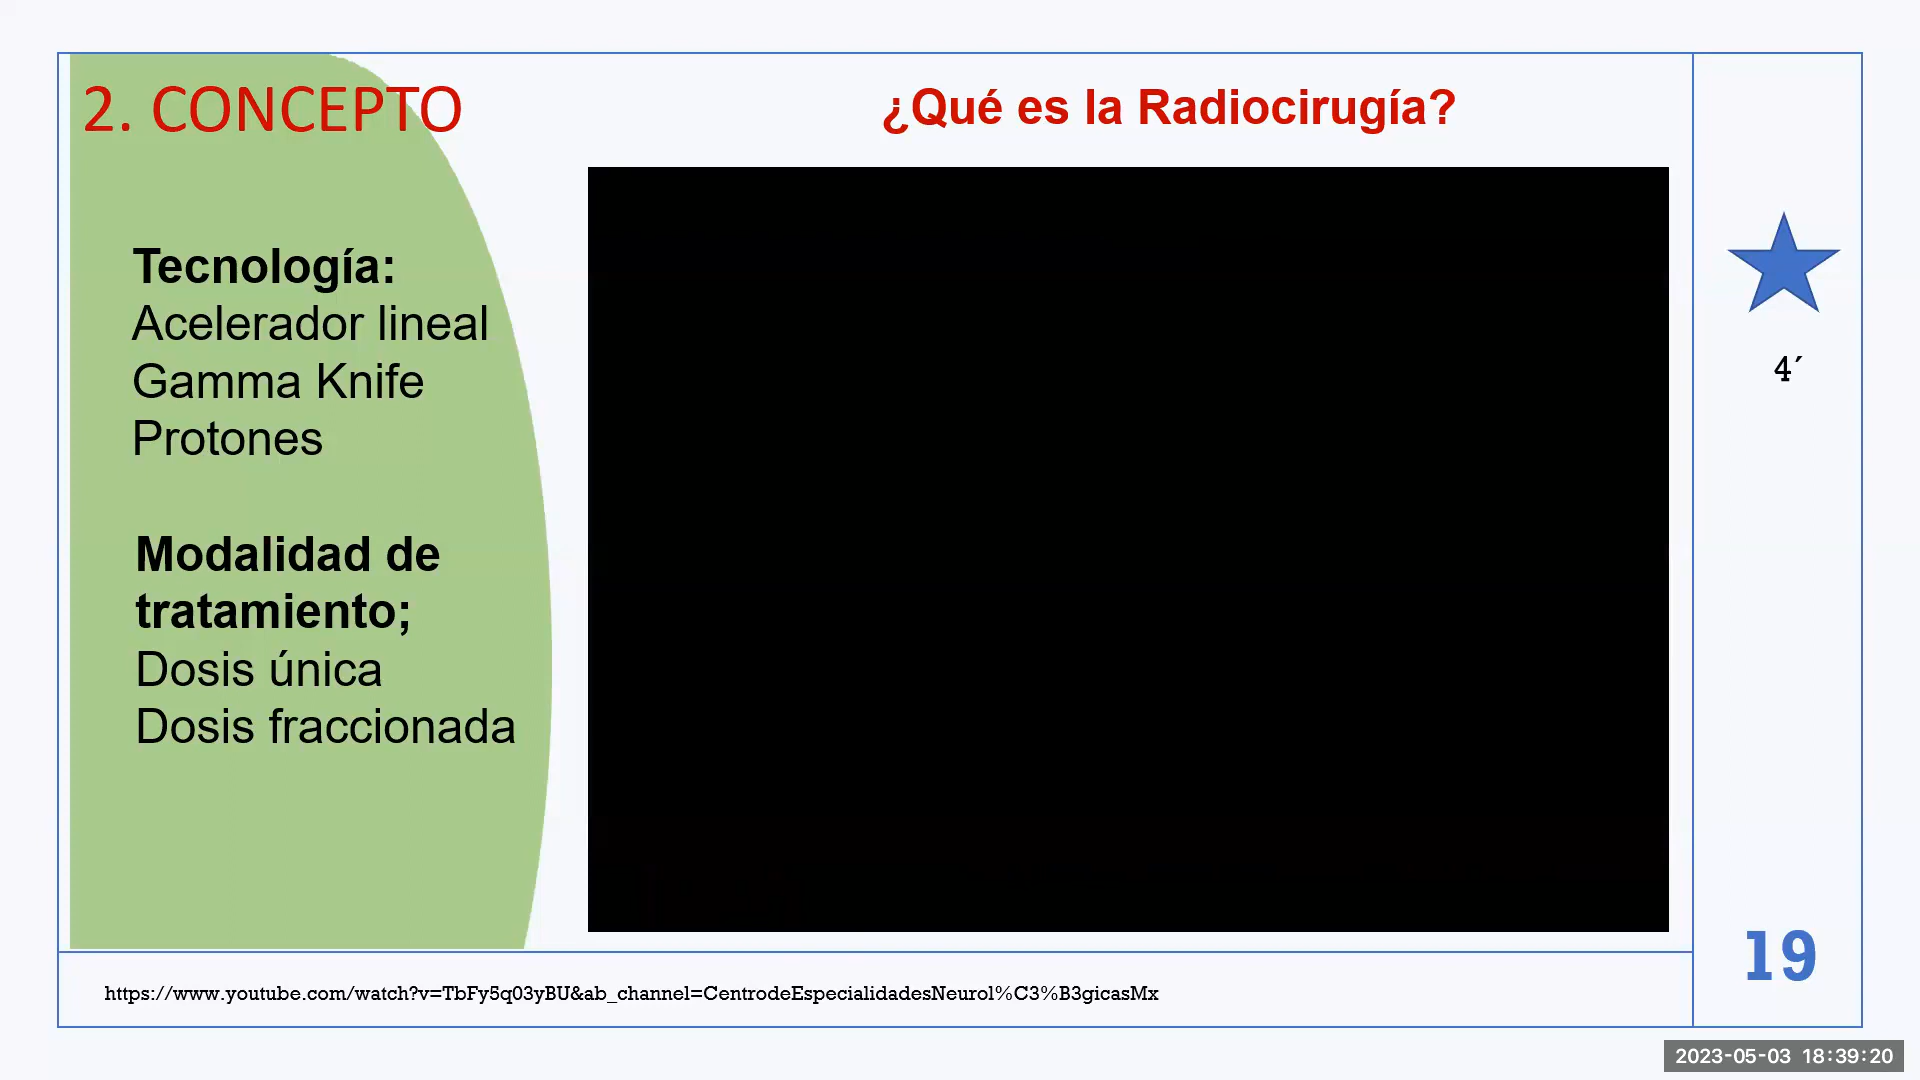 2. CONCEPTO
¿Qué es la Radiocirugía?
Tecnología:
Acelerador lineal
Gamma Knife
Protones
Modalidad de
tratamiento;
Dosis única
Dosis fraccionada
4´
19
https://www.youtube.com/watch?v=TbFy5q03yBU&ab_channel=CentrodeEspecialidadesNeurol%C3%B3gicasMx
2023-05-03 18:39:20